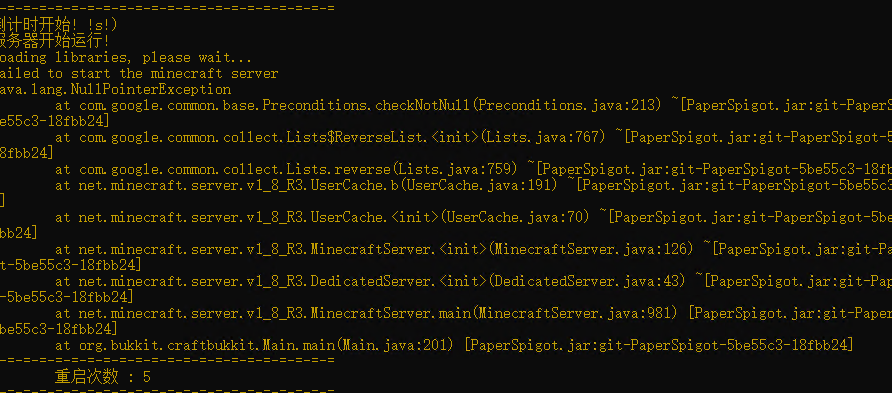 -=-=-=-=-=-=-=-=-=-=-=-=-=-=-=-=-=-=-=-=-=
倒计时开始! !s!)
服务器开始运行!
oading libraries, please wait...
ailed to start the minecraft server
ava.lang.NullPointerException
at com.google.common.base.Preconditions.checkNotNull(Preconditions.java:213) ~[PaperSpigot.jar:git-PaperS
be55c3-18fbb24]
at com.google.common.collect.Lists$ReverseList.<init>(Lists.java:767) ~[PaperSpigot.jar:git-PaperSpigot-5
18fbb24]
at com.google.common.collect.Lists.reverse(Lists.java:759) ~[PaperSpigot.jar:git-PaperSpigot-5be55c3-18fb
at net.minecraft.server.v1_8_R3.UserCache.b(UserCache.java:191) ~[PaperSpigot.jar:git-PaperSpigot-5be55c3
]
at net.minecraft.server.v1_8_R3.UserCache.<init>(UserCache.java:70) ~[PaperSpigot.jar:git-PaperSpigot-5be
bb24]
at net.minecraft.server.v1_8_R3.MinecraftServer.<init>(MinecraftServer.java:126) ~[PaperSpigot.jar:git-Pa
t-5be55c3-18fbb24]
at net.minecraft.server.v1_8_R3.DedicatedServer.<init>(DedicatedServer.java:43) ~[PaperSpigot.jar:git-Pap
-5be55c3-18fbb24]
at net.minecraft.server.v1_8_R3.MinecraftServer.main(MinecraftServer.java:981) [PaperSpigot.jar:git-Paper
be55c3-18fbb24]
at org.bukkit.craftbukkit.Main.main(Main.java:201) [PaperSpigot.jar:git-PaperSpigot-5be55c3-18fbb24]
-=-=-=-=-=-=-=-=-=-=-=-=-=-=-=-=-=-=-=-=-=
重启次数 : 5
-=-=-=-=-=-=-=-=-=-=-=-=-=-=-=-=-=-=-=-=-=